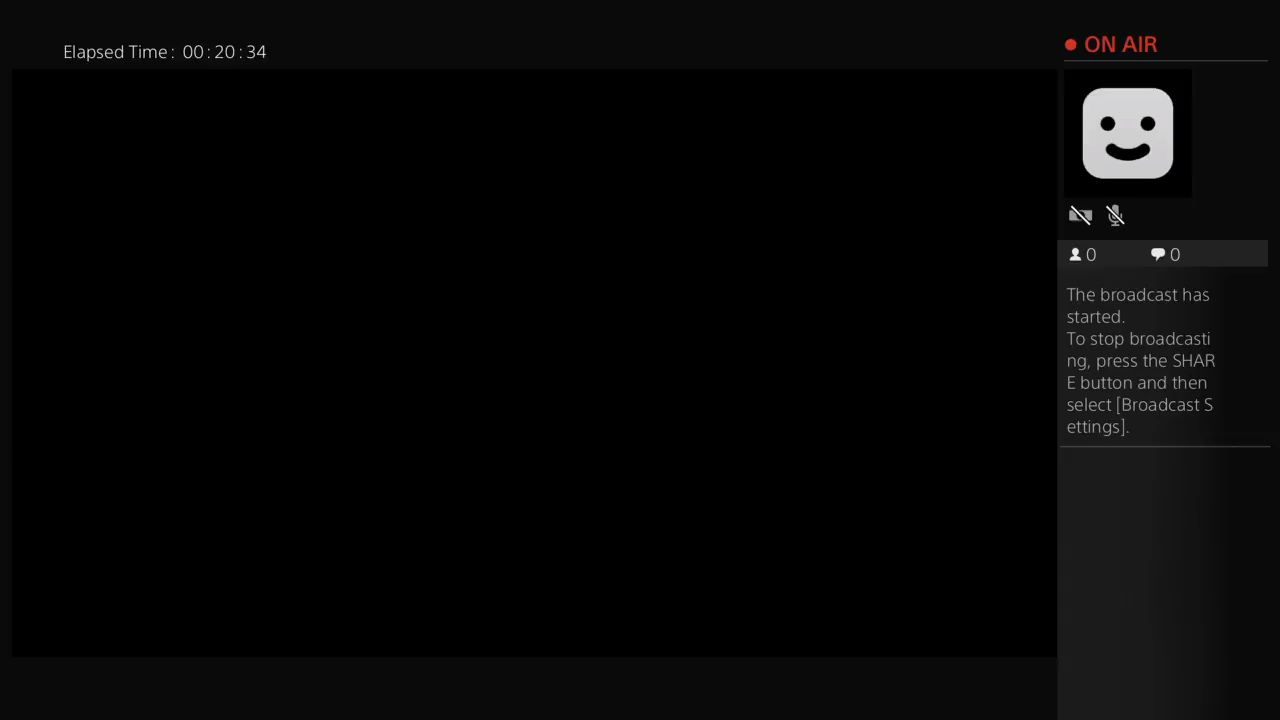 Elapsed Time: 00:20:34
ON AIR
0 0
The broadcast has
started.
To stop broadcasti
ng, press the SHAR
E button and then
select [Broadcast S
ettings].